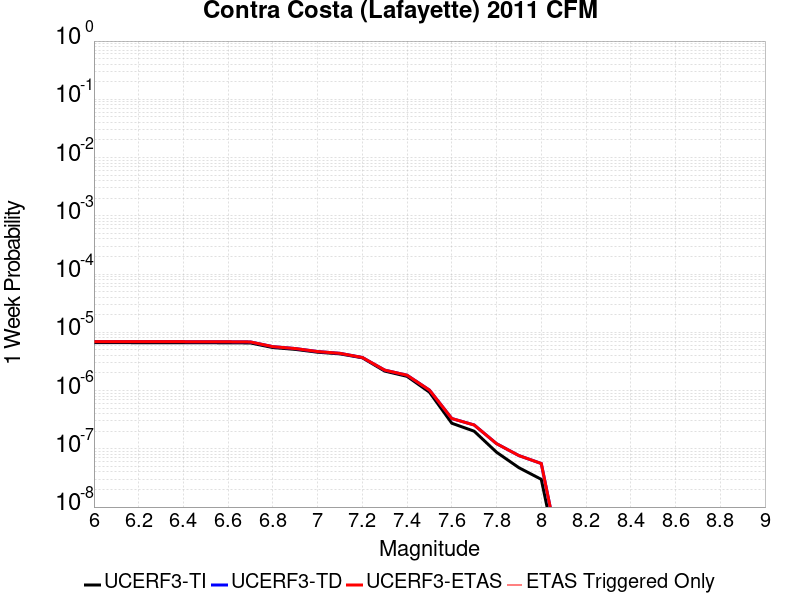 Contra Costa (Lafayette) 2011 CFM
10^0
10^-1
10^-2
10^-3
10^-4
10^-5
10^-6
10^-7
10^-8
1 Week Probability
6 6.2 6.4 6.6 6.8 7 7.2 7.4 7.6 7.8 8 8.2 8.4 8.6 8.8 9
Magnitude
UCERF3-TI UCERF3-TD UCERF3-ETAS ETAS Triggered Only